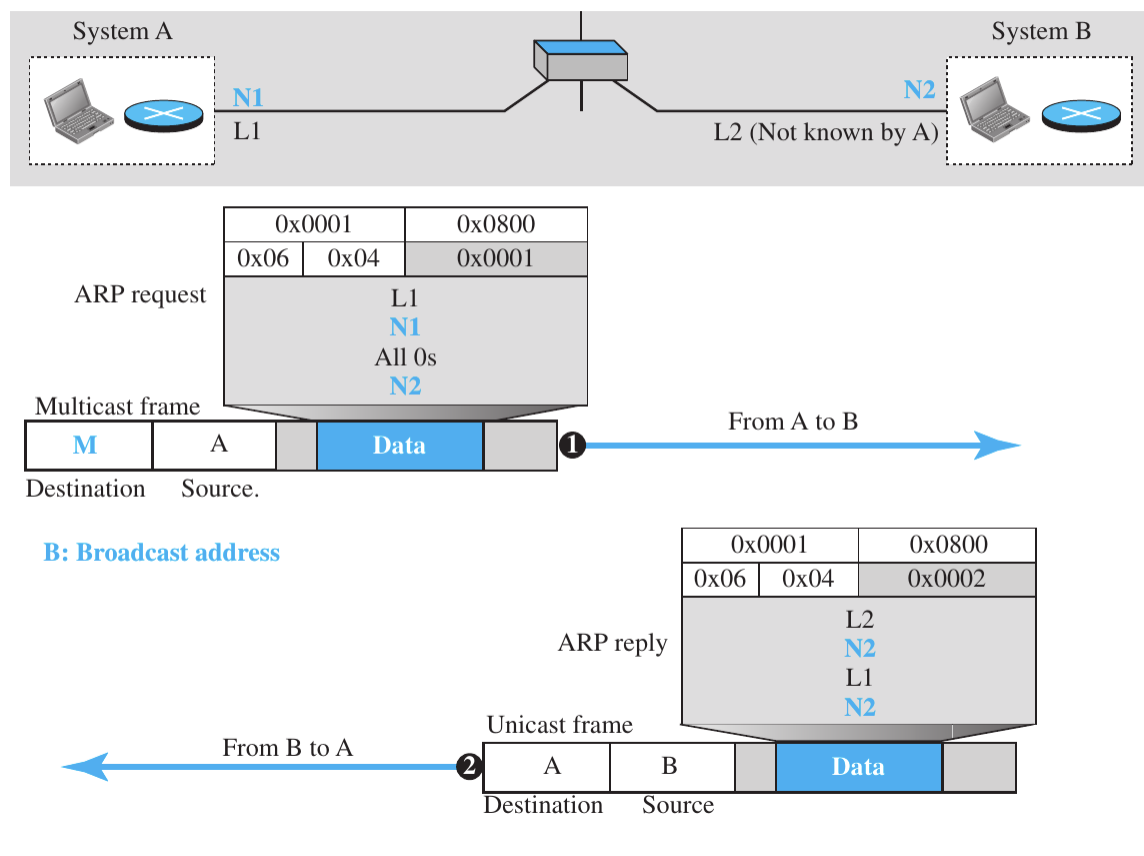 System A
System B
N1
N2
L1
L2 (Not known by A)
0x0001 0x0800
0x06 0x04 0x0001
ARP request
L1
N1
All 0s
N2
Multicast frame
M A Data 1
From A to B
Destination Source.
B: Broadcast address
0x0001 0x0800
0x06 0x04 0x0002
ARP reply
L2
N2
L1
N2
Unicast frame
From B to A
2 A B Data
Destination Source